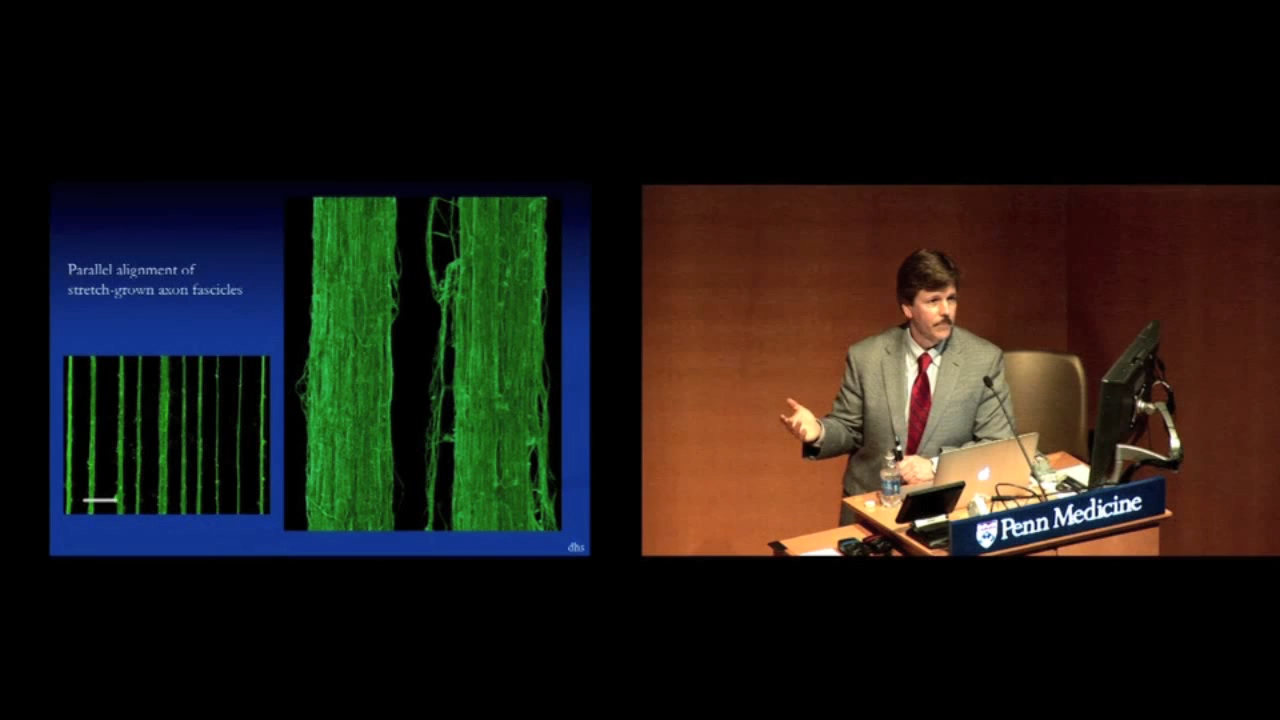 Parallel alignment of
stretch-grown axon fascicles
dhs
Penn Medicine